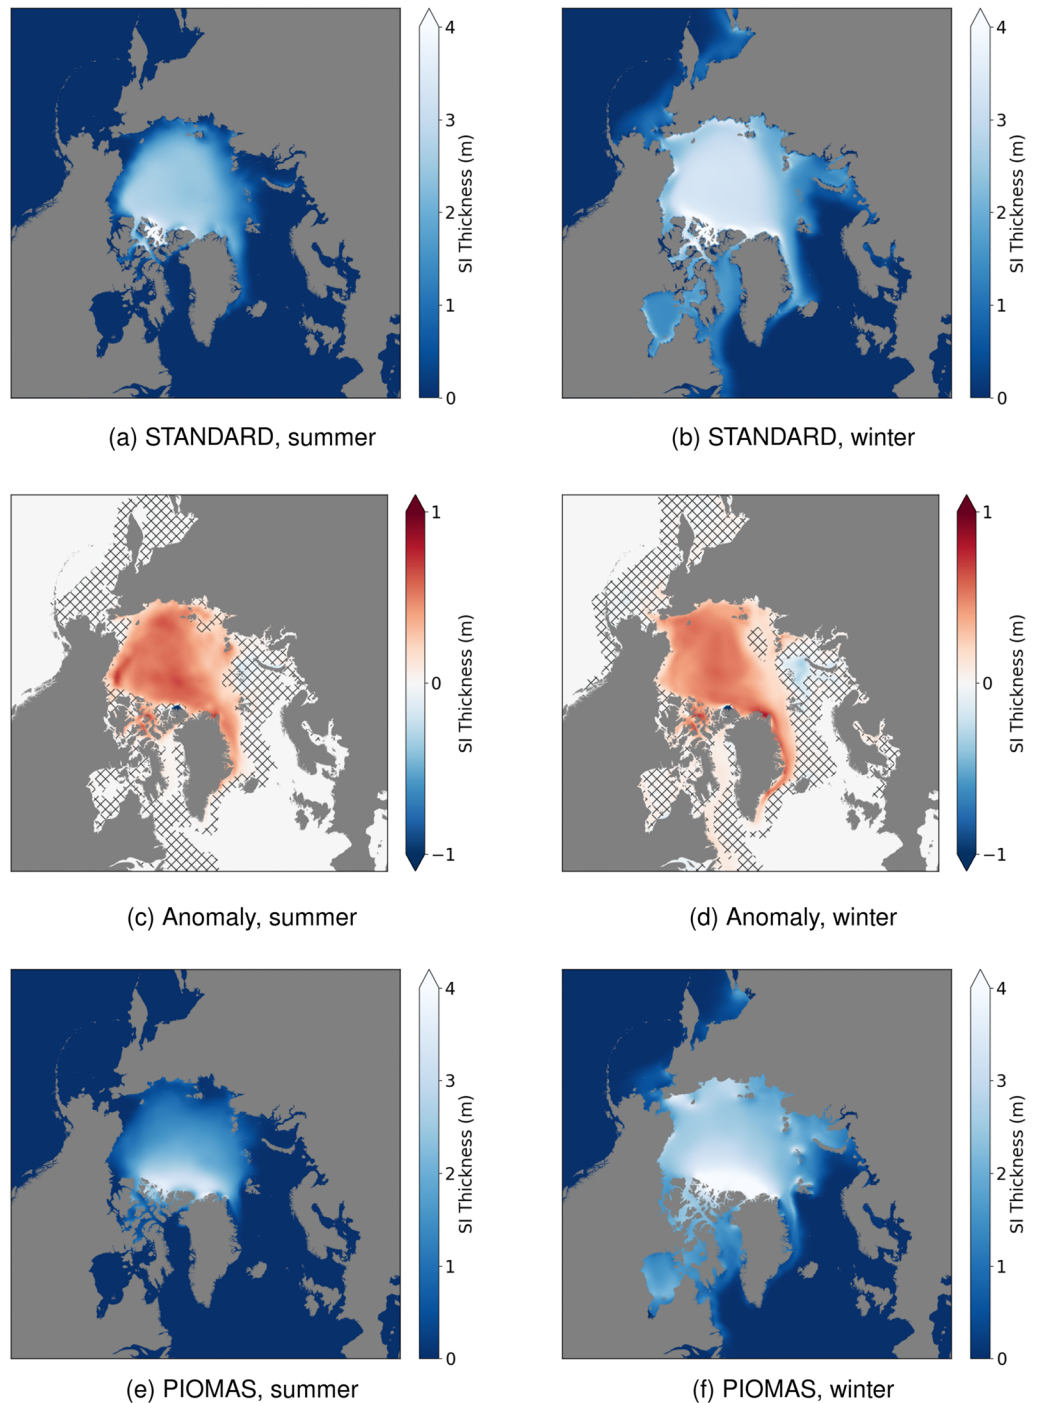 4
3
2
1
0
SI Thickness (m)
4
3
2
1
0
SI Thickness (m)
(a) STANDARD, summer
(b) STANDARD, winter
1
0
−1
SI Thickness (m)
1
0
−1
SI Thickness (m)
(c) Anomaly, summer
(d) Anomaly, winter
4
3
2
1
0
SI Thickness (m)
4
3
2
1
0
SI Thickness (m)
(e) PIOMAS, summer
(f) PIOMAS, winter